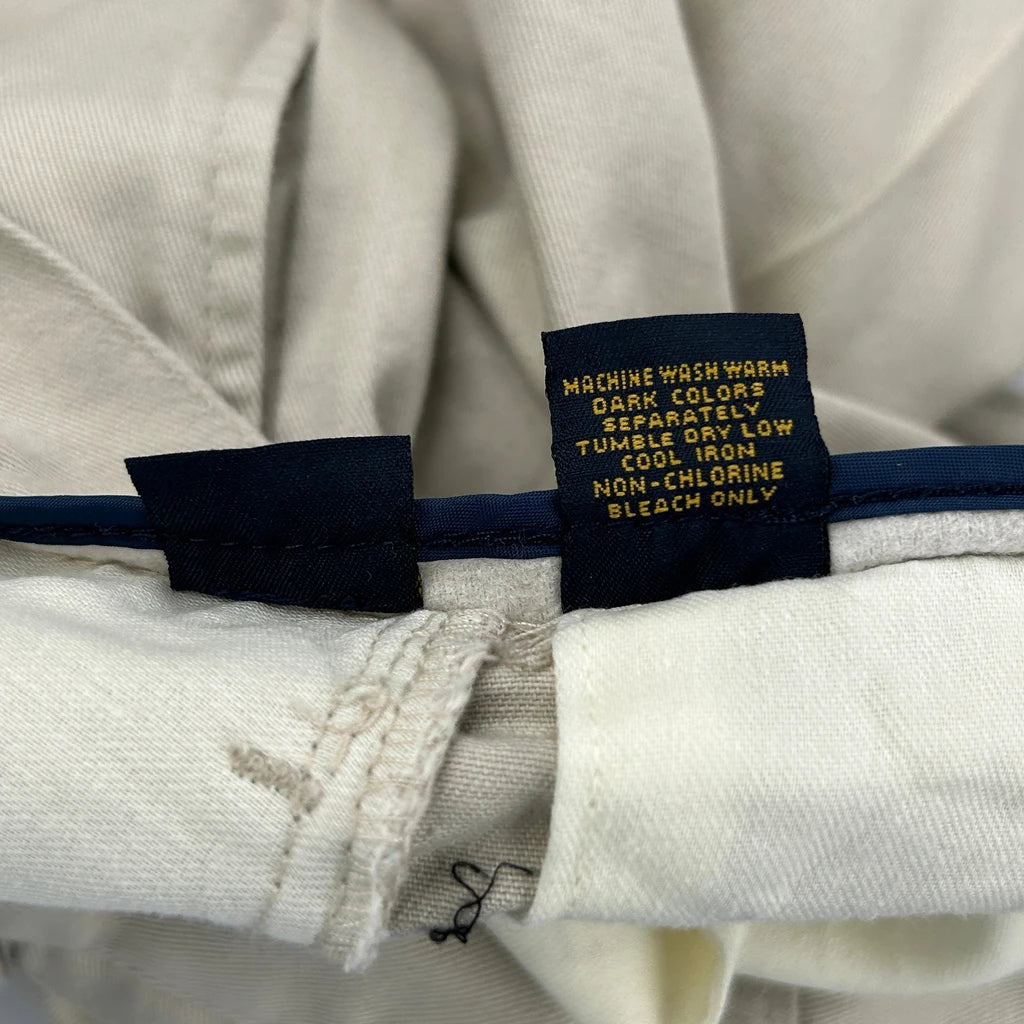 MACHINE WASH WARM
DARK COLORS
SEPARATELY
TUMBLE DRY LOW
COOL IRON
NON-CHLORINE
BLEACH ONLY